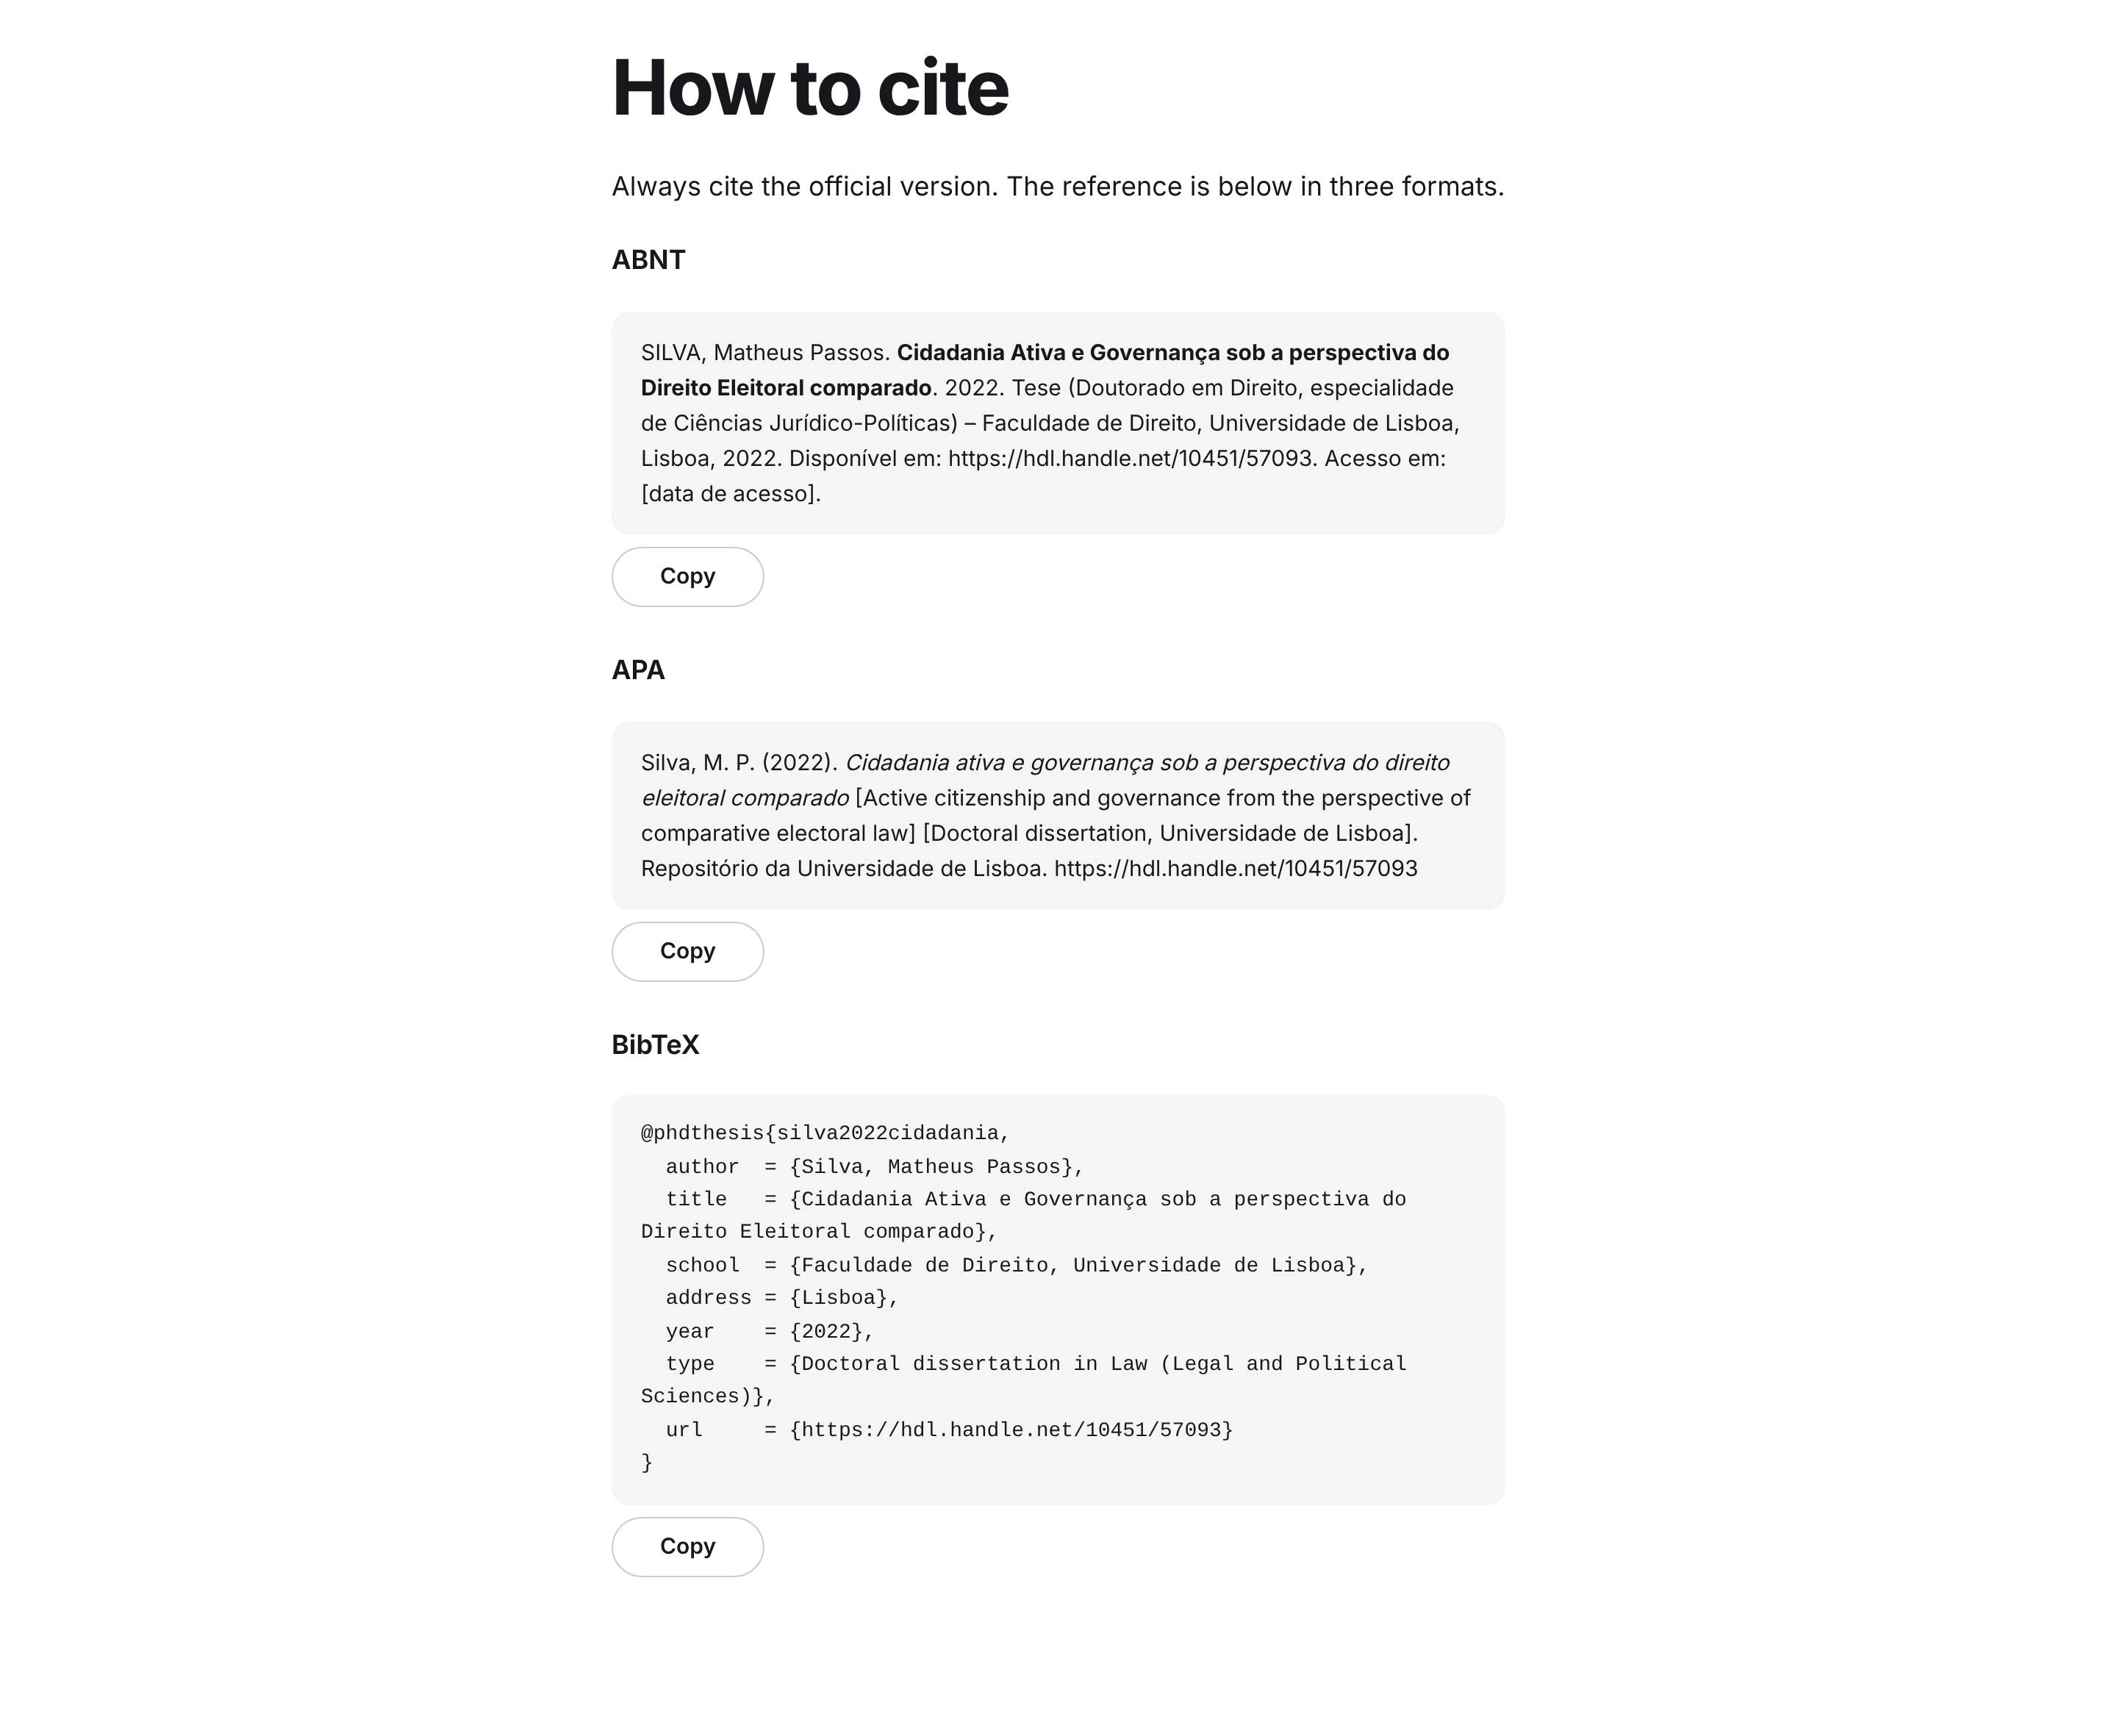 How to cite
Always cite the official version. The reference is below in three formats.
ABNT
SILVA, Matheus Passos. Cidadania Ativa e Governança sob a perspectiva do
Direito Eleitoral comparado. 2022. Tese (Doutorado em Direito, especialidade
de Ciências Jurídico-Políticas) – Faculdade de Direito, Universidade de Lisboa,
Lisboa, 2022. Disponível em: https://hdl.handle.net/10451/57093. Acesso em:
[data de acesso].
Copy
APA
Silva, M. P. (2022). Cidadania ativa e governança sob a perspectiva do direito
eleitoral comparado [Active citizenship and governance from the perspective of
comparative electoral law] [Doctoral dissertation, Universidade de Lisboa].
Repositório da Universidade de Lisboa. https://hdl.handle.net/10451/57093
Copy
BibTeX
@phdthesis{silva2022cidadania,
  author  = {Silva, Matheus Passos},
  title   = {Cidadania Ativa e Governança sob a perspectiva do
Direito Eleitoral comparado},
  school  = {Faculdade de Direito, Universidade de Lisboa},
  address = {Lisboa},
  year    = {2022},
  type    = {Doctoral dissertation in Law (Legal and Political
Sciences)},
  url     = {https://hdl.handle.net/10451/57093}
}
Copy